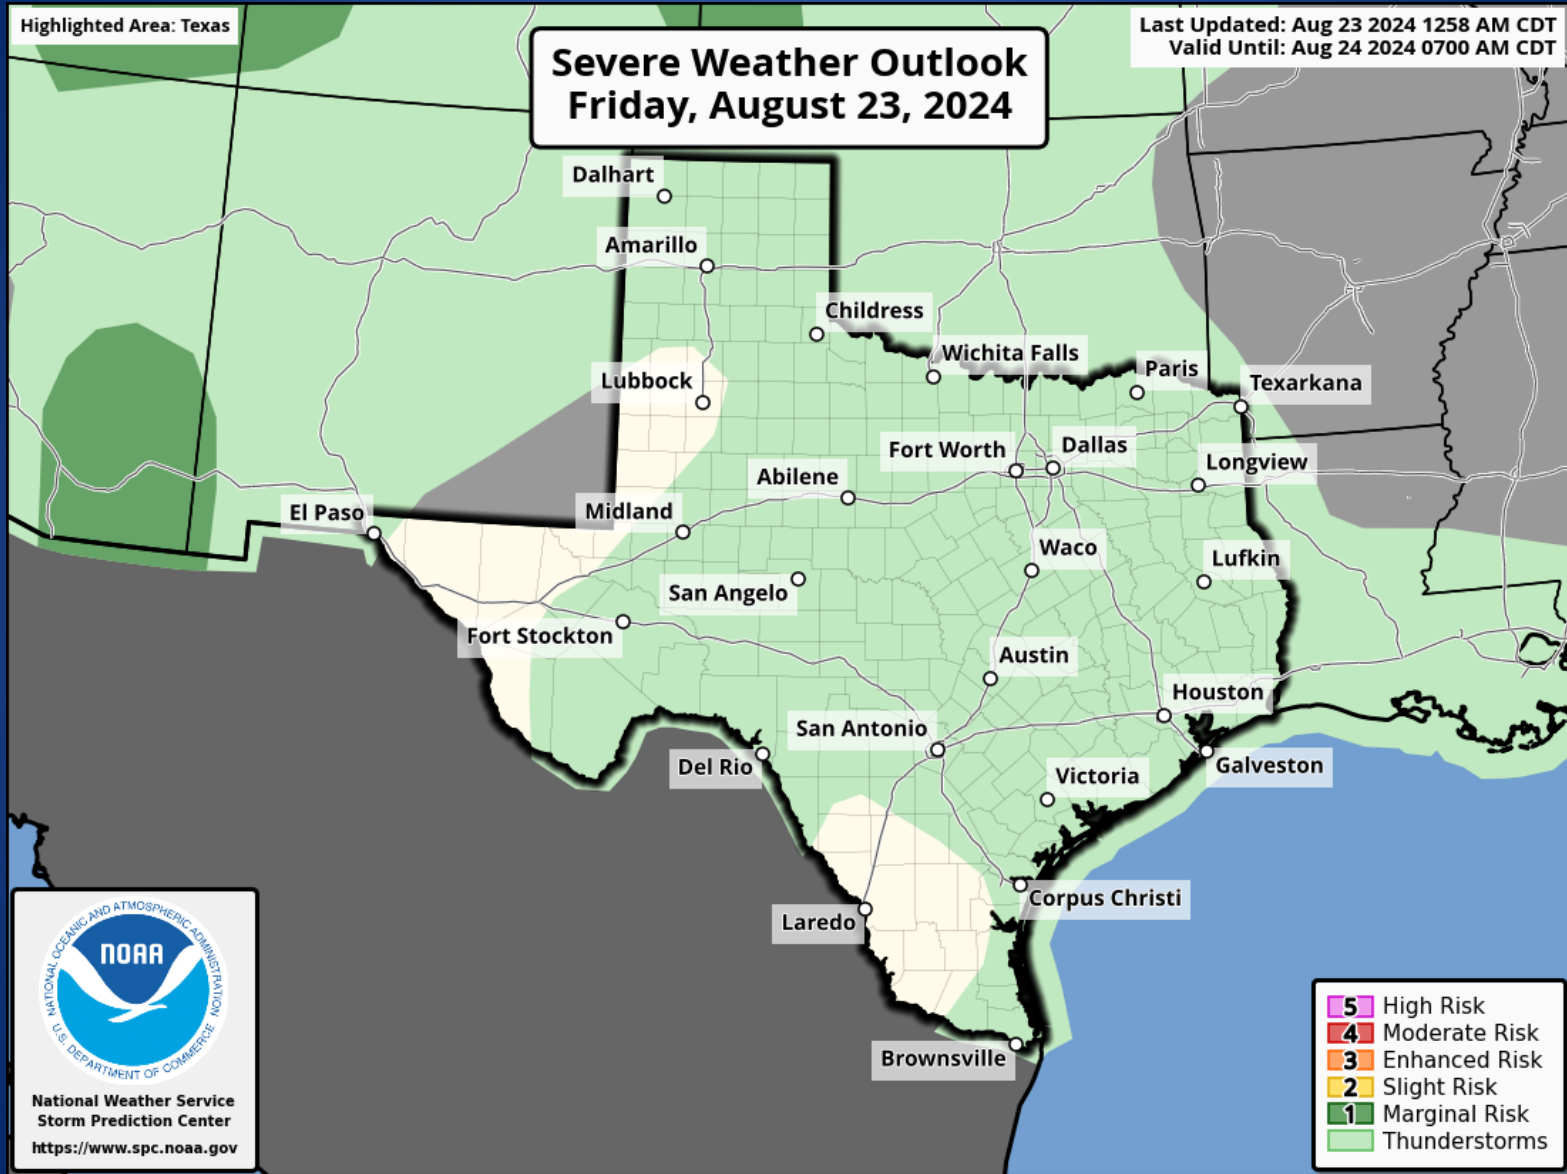 Highlighted Area: Texas
Severe Weather Outlook
Friday, August 23, 2024
Last Updated: Aug 23 2024 1258 AM CDT
Valid Until: Aug 24 2024 0700 AM CDT
Dalhart
Amarillo
Childress
Wichita Falls
Paris
Texarkana
Lubbock
Fort Worth
Dallas
Longview
Abilene
El Paso
Midland
Waco
Lufkin
San Angelo
Fort Stockton
Austin
Houston
San Antonio
Del Rio
Galveston
Victoria
Corpus Christi
Laredo
Brownsville
NATIONAL OCEANIC AND ATMOSPHERIC ADMINISTRATION
NOAA
U.S. DEPARTMENT OF COMMERCE
National Weather Service
Storm Prediction Center
https://www.spc.noaa.gov
5 High Risk
4 Moderate Risk
3 Enhanced Risk
2 Slight Risk
1 Marginal Risk
Thunderstorms